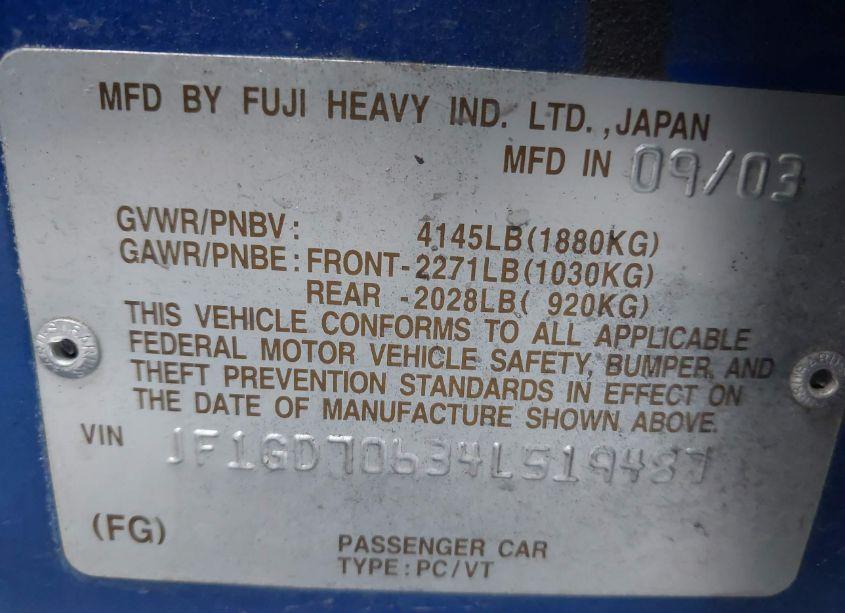 MFD BY FUJI HEAVY IND. LTD., JAPAN
MFD IN 09/03
GVWR/PNBV: 4145LB(1880KG)
GAWR/PNBE: FRONT-2271LB(1030KG)
REAR -2028LB( 920KG)
THIS VEHICLE CONFORMS TO ALL APPLICABLE
FEDERAL MOTOR VEHICLE SAFETY, BUMPER, AND
THEFT PREVENTION STANDARDS IN EFFECT ON
THE DATE OF MANUFACTURE SHOWN ABOVE.
VIN JF1GD70634L519487
(FG)
PASSENGER CAR
TYPE:PC/VT